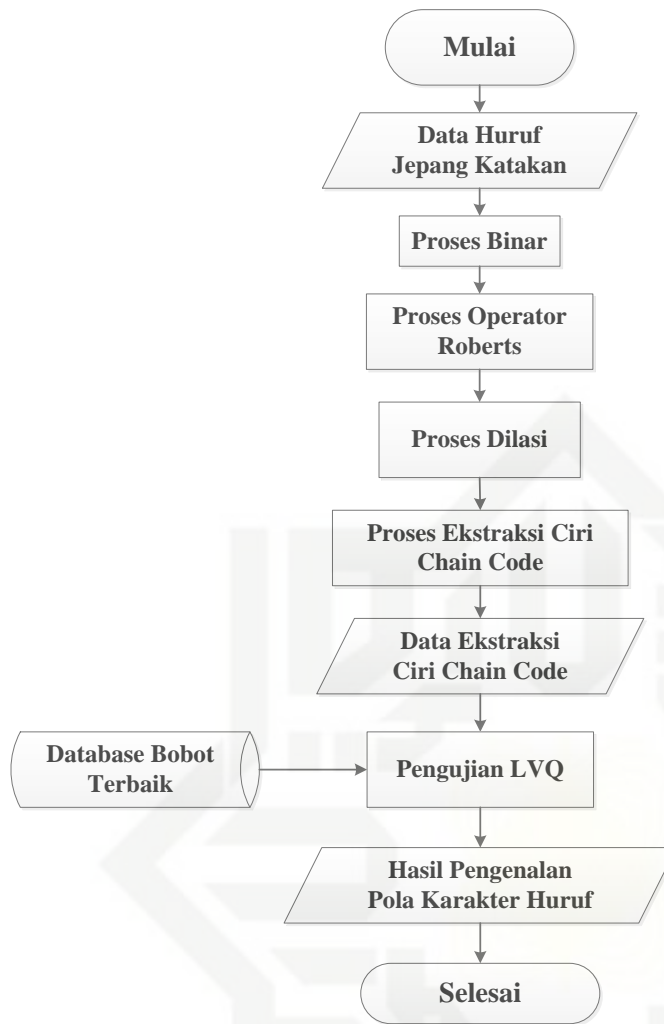 Mulai
Data Huruf
Jepang Katakan
Proses Binar
Proses Operator
Roberts
Proses Dilasi
Proses Ekstraksi Ciri
Chain Code
Data Ekstraksi
Ciri Chain Code
Database Bobot
Terbaik
Pengujian LVQ
Hasil Pengenalan
Pola Karakter Huruf
Selesai